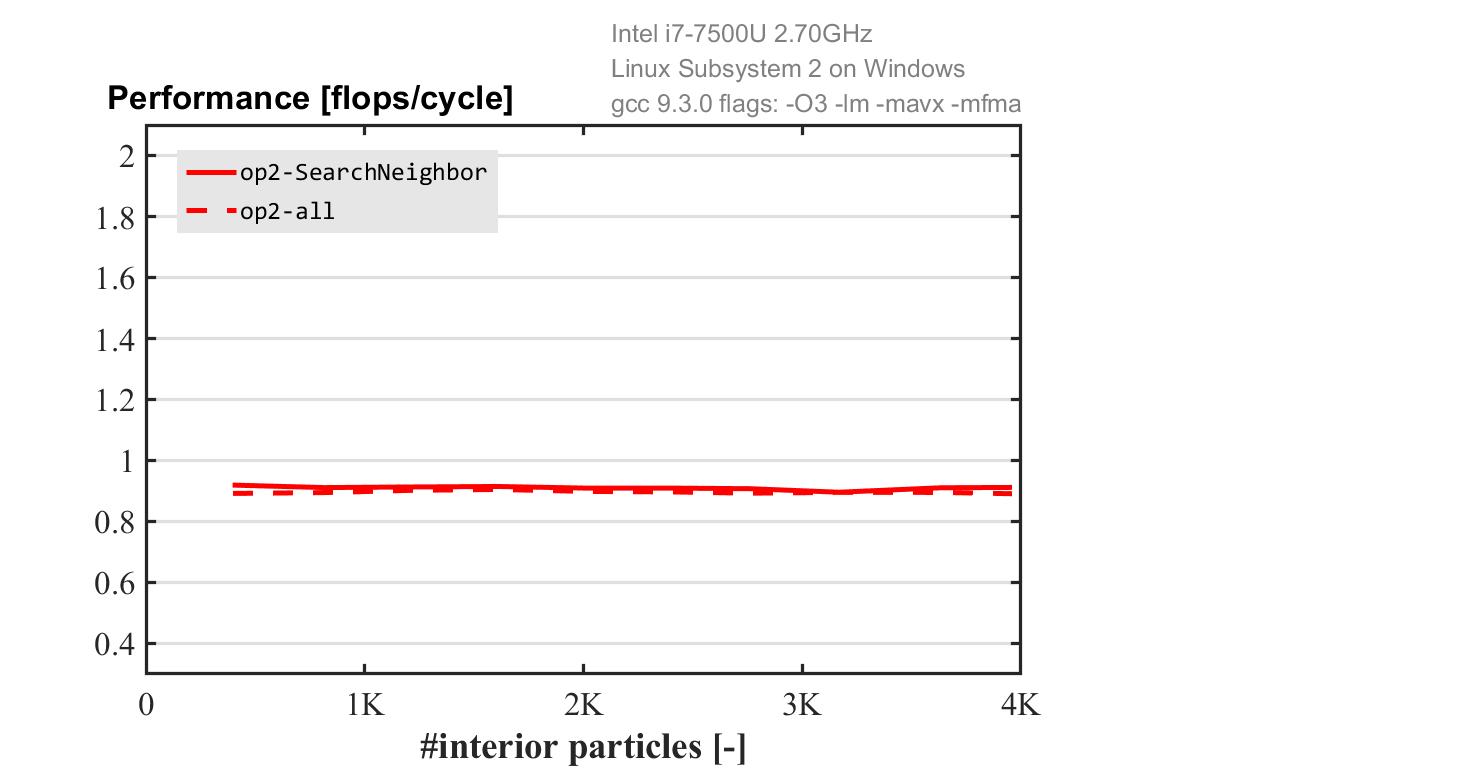 Intel i7-7500U 2.70GHz
Linux Subsystem 2 on Windows
gcc 9.3.0 flags: -O3 -lm -mavx -mfma
Performance [flops/cycle]
op2-SearchNeighbor
op2-all
2
1.8
1.6
1.4
1.2
1
0.8
0.6
0.4
0 1K 2K 3K 4K
#interior particles [-]